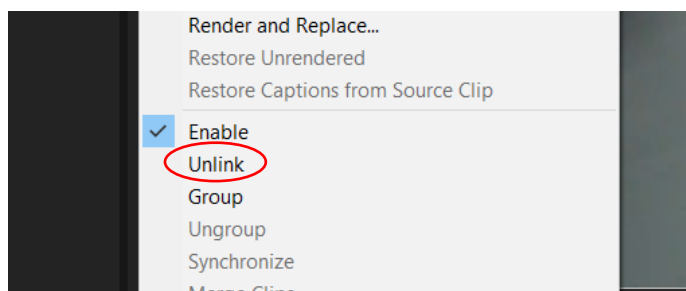 Render and Replace...
Restore Unrendered
Restore Captions from Source Clip
Enable
Unlink
Group
Ungroup
Synchronize